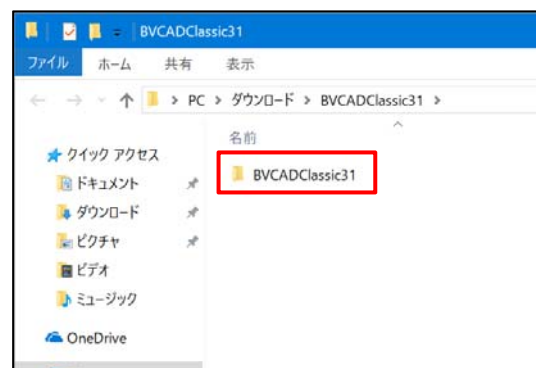 BVCADClassic31
ファイル ホーム 共有 表示
PC > ダウンロード > BVCADClassic31 >
名前
クイック アクセス
ドキュメント
ダウンロード
ピクチャ
ビデオ
ミュージック
OneDrive
BVCADClassic31